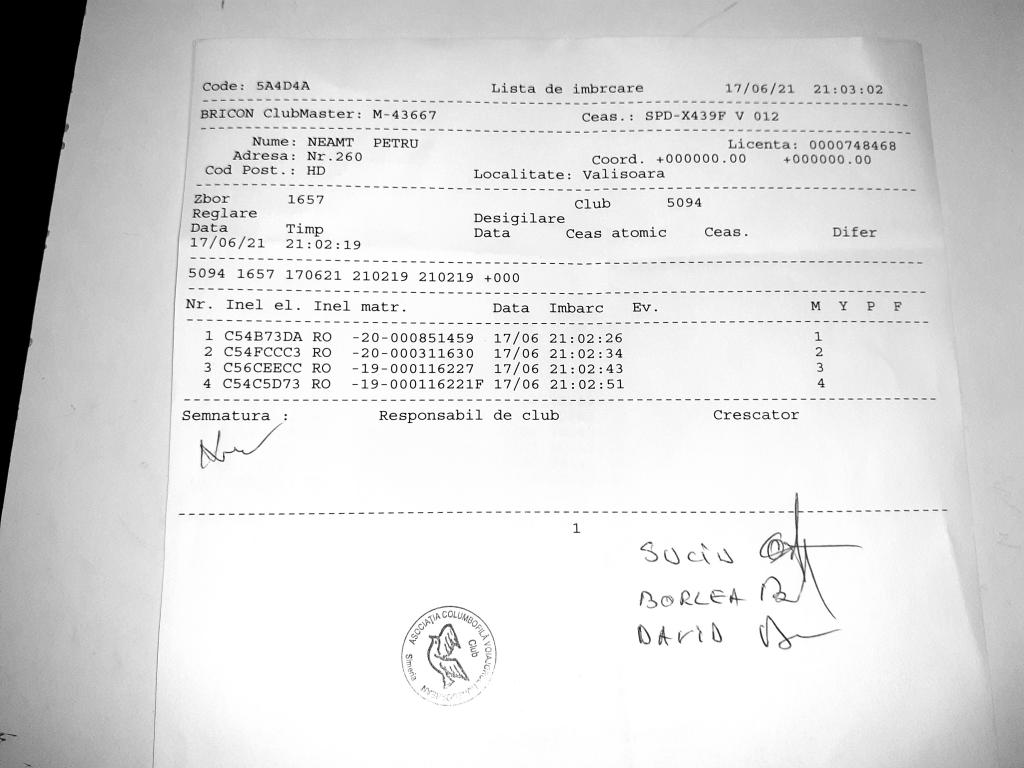 Code: 5A4D4A Lista de imbrcare 17/06/21 21:03:02
BRICON ClubMaster: M-43667 Ceas.: SPD-X439F V 012
Nume: NEAMT PETRU Licenta: 0000748468
Adresa: Nr.260 Coord. +000000.00 +000000.00
Cod Post.: HD Localitate: Valisoara
Zbor 1657 Club 5094
Reglare Desigilare
Data Timp Data Ceas atomic Ceas. Difer
17/06/21 21:02:19
5094 1657 170621 210219 210219 +000
Nr. Inel el. Inel matr. Data Imbarc Ev. M Y P F
1 C54B73DA RO -20-000851459 17/06 21:02:26 1
2 C54FCCC3 RO -20-000311630 17/06 21:02:34 2
3 C56CEECC RO -19-000116227 17/06 21:02:43 3
4 C54C5D73 RO -19-000116221F 17/06 21:02:51 4
Semnatura : Responsabil de club Crescator
1
SUCIU
BORLEA
DAVID
ASOCIAȚIA COLUMBOFILĂ
Club
Simeria